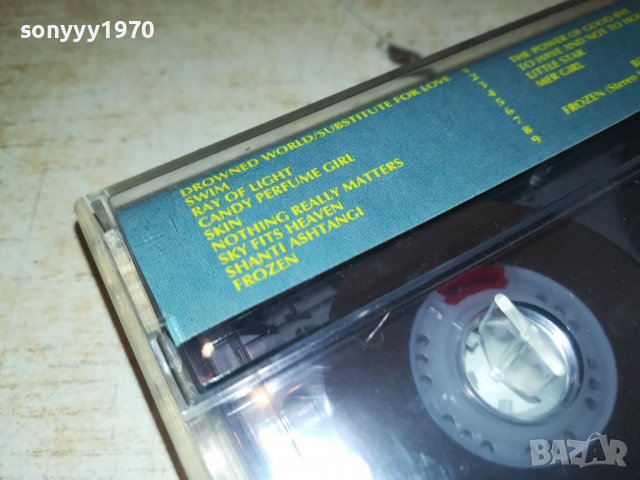 sonyyy1970
DROWNED WORLD/SUBSTITUTE FOR LOVE
SWIM
RAY OF LIGHT
CANDY PERFUME GIRL
SKIN
NOTHING REALLY MATTERS
SKY FITS HEAVEN
SHANTI ASHTANGI
FROZEN
1
2
3
4
5
6
7
8
9
THE POWER OF GOOD-BYE
TO HAVE AND NOT TO
LITTLE STAR
MER GIRL
FROZEN (Stereo
BAZAR